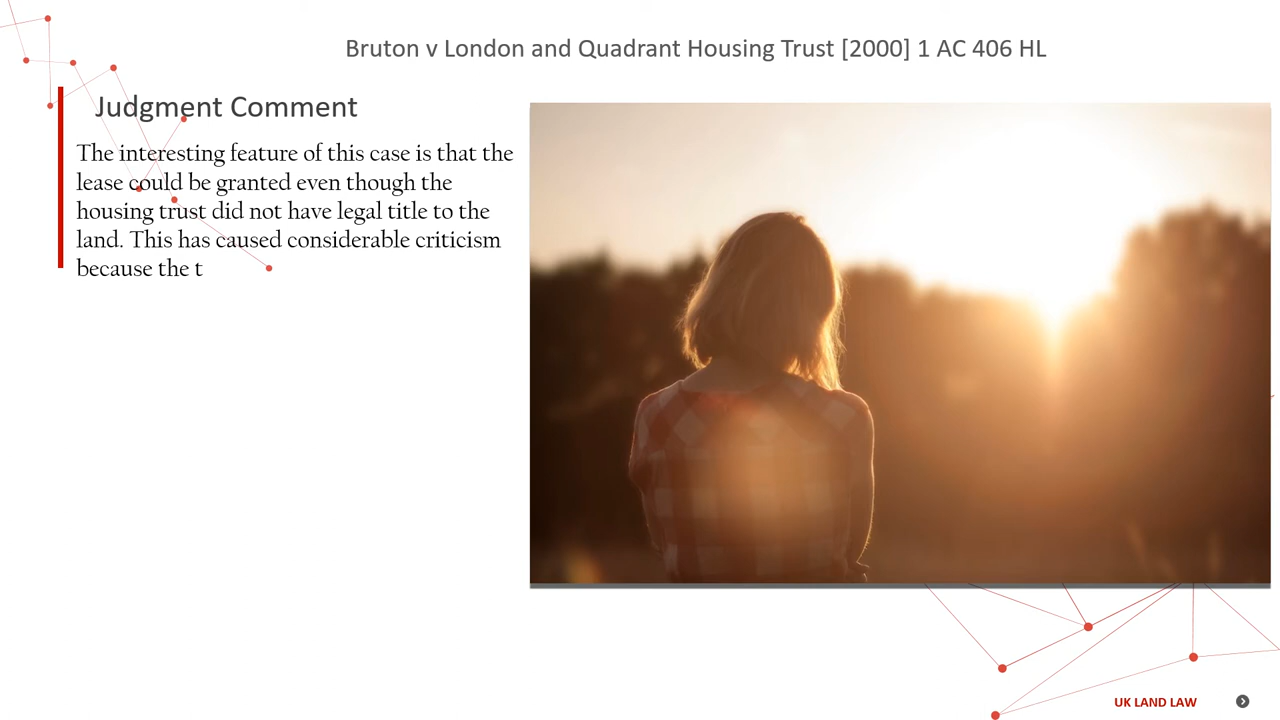 Bruton v London and Quadrant Housing Trust [2000] 1 AC 406 HL
Judgment Comment
The interesting feature of this case is that the
lease could be granted even though the
housing trust did not have legal title to the
land. This has caused considerable criticism
because the t
UK LAND LAW